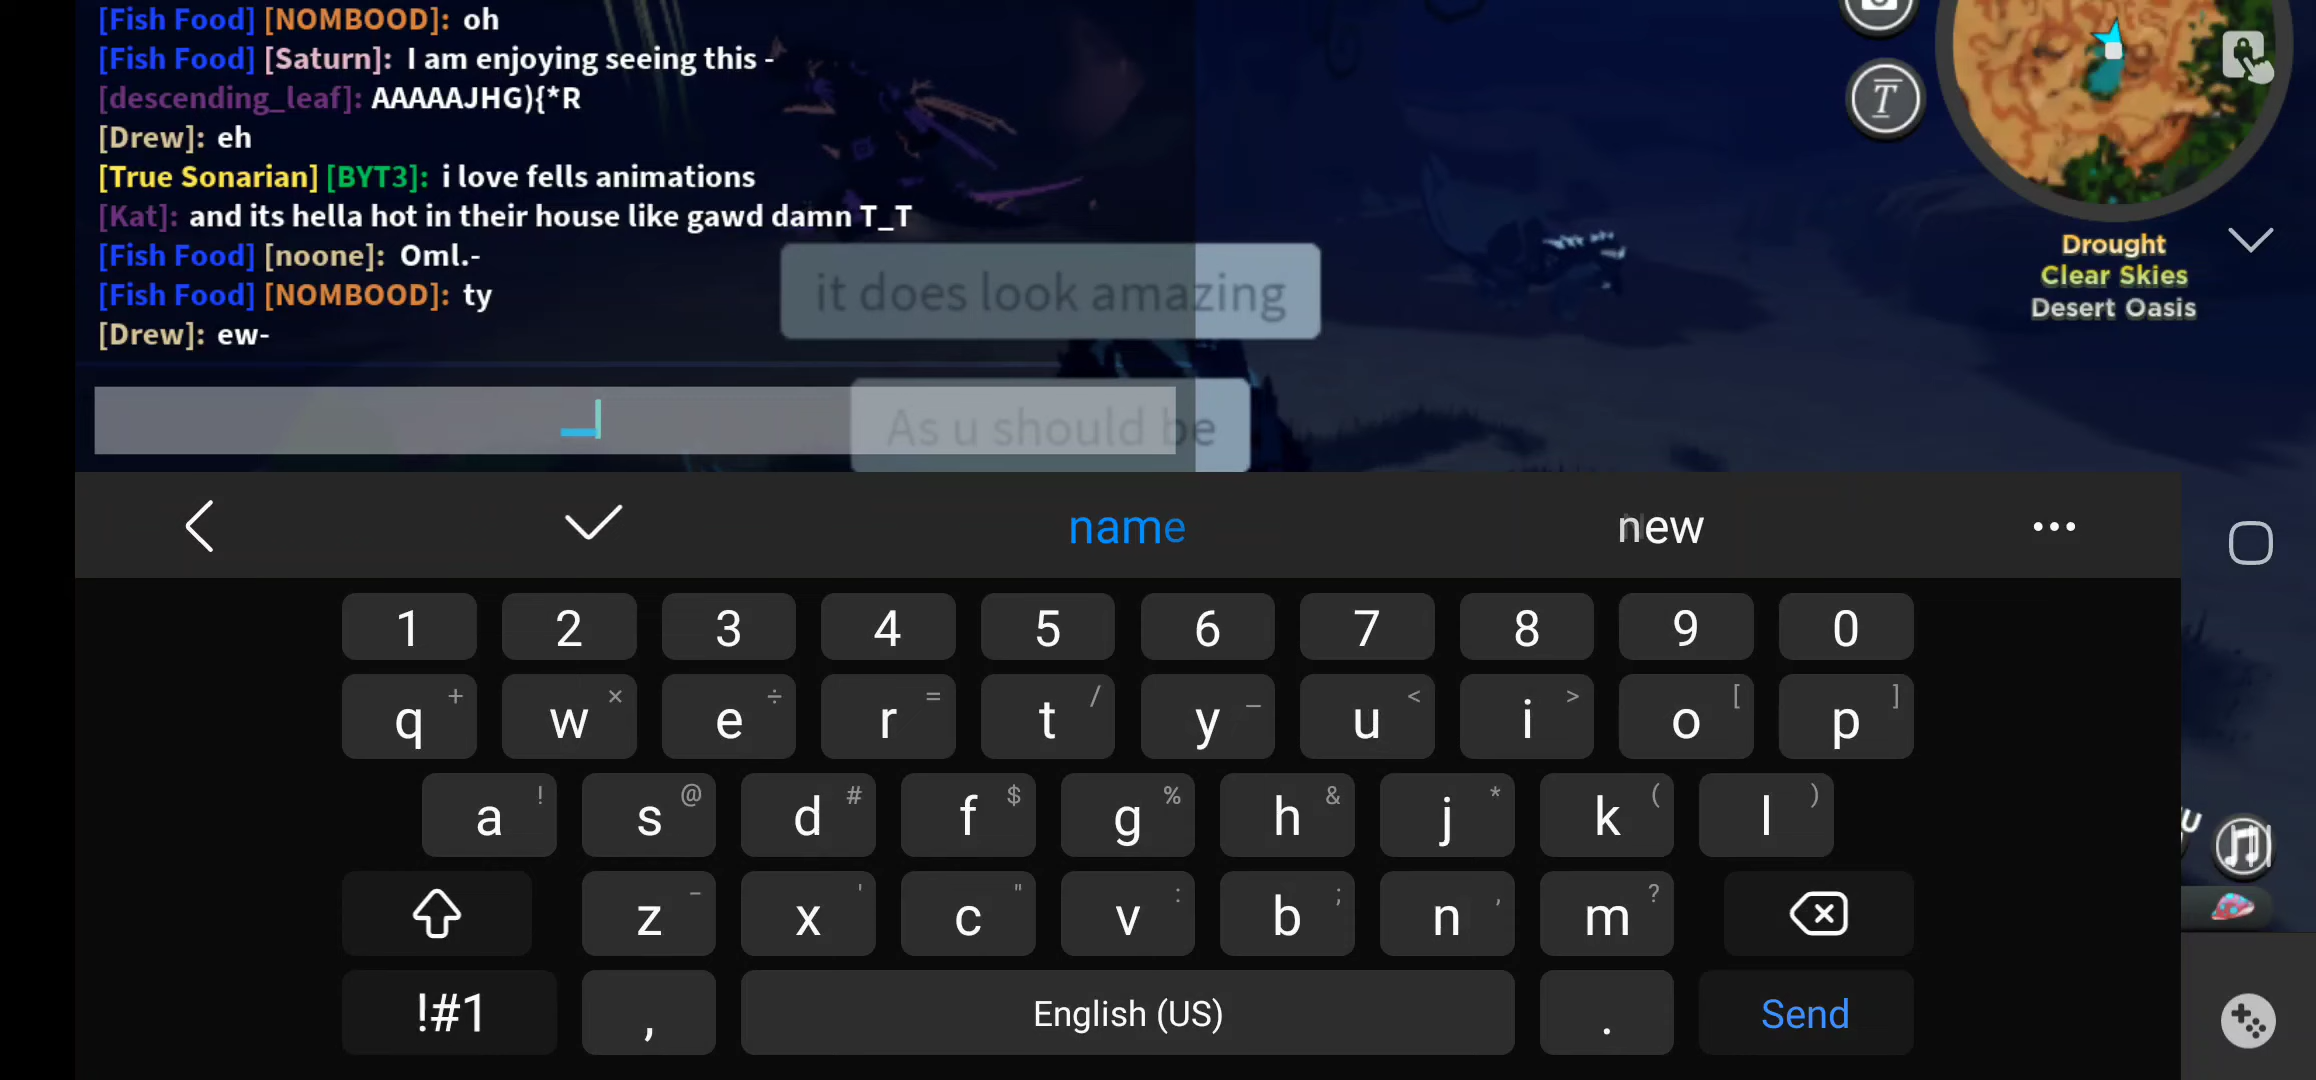 [Fish Food] [NOMBOOD]: oh
[Fish Food] [Saturn]: I am enjoying seeing this -
[descending_leaf]: AAAAAJHG){*R
[Drew]: eh
[True Sonarian] [BYT3]: i love fells animations
[Kat]: and its hella hot in their house like gawd damn T_T
[Fish Food] [noone]: Oml.-
[Fish Food] [NOMBOOD]: ty
[Drew]: ew-
it does look amazing
As u should be
T
Drought
Clear Skies
Desert Oasis
name new
1 2 3 4 5 6 7 8 9 0
q + w × e ÷ r = t / y _ u < i > o [ p ]
a ! s @ d # f $ g % h & j * k ( l )
z - x ' c " v : b ; n , m ?
!#1 , English (US) . Send